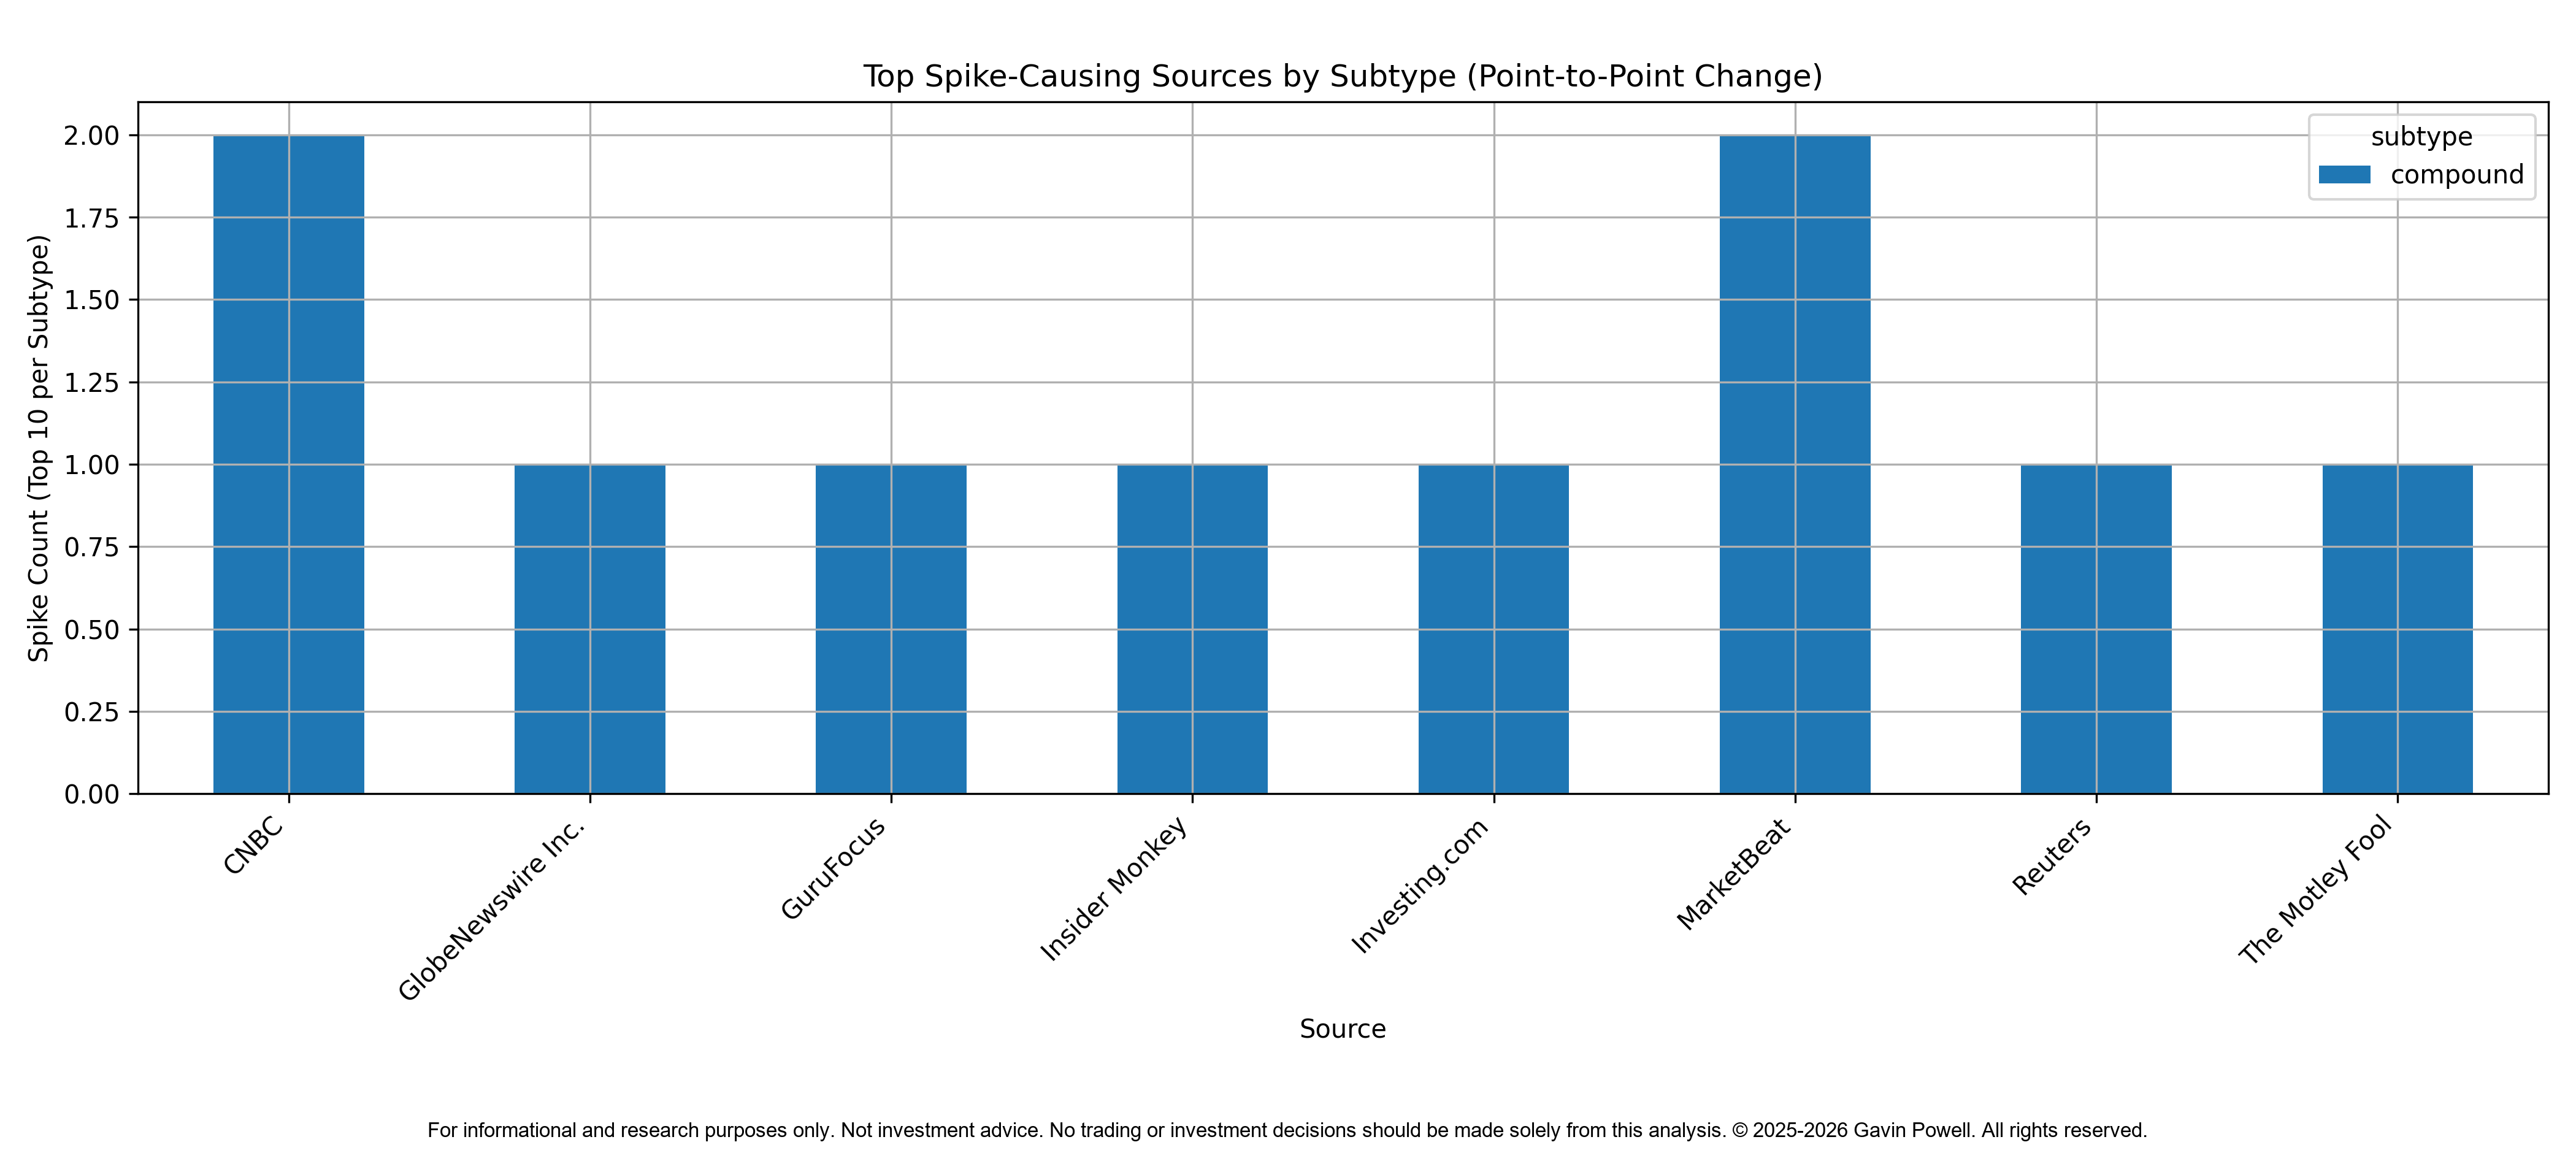 Top Spike-Causing Sources by Subtype (Point-to-Point Change)
Spike Count (Top 10 per Subtype)
2.00
1.75
1.50
1.25
1.00
0.75
0.50
0.25
0.00
subtype
compound
CNBC
GlobeNewswire Inc.
GuruFocus
Insider Monkey
Investing.com
MarketBeat
Reuters
The Motley Fool
Source
For informational and research purposes only. Not investment advice. No trading or investment decisions should be made solely from this analysis. © 2025-2026 Gavin Powell. All rights reserved.